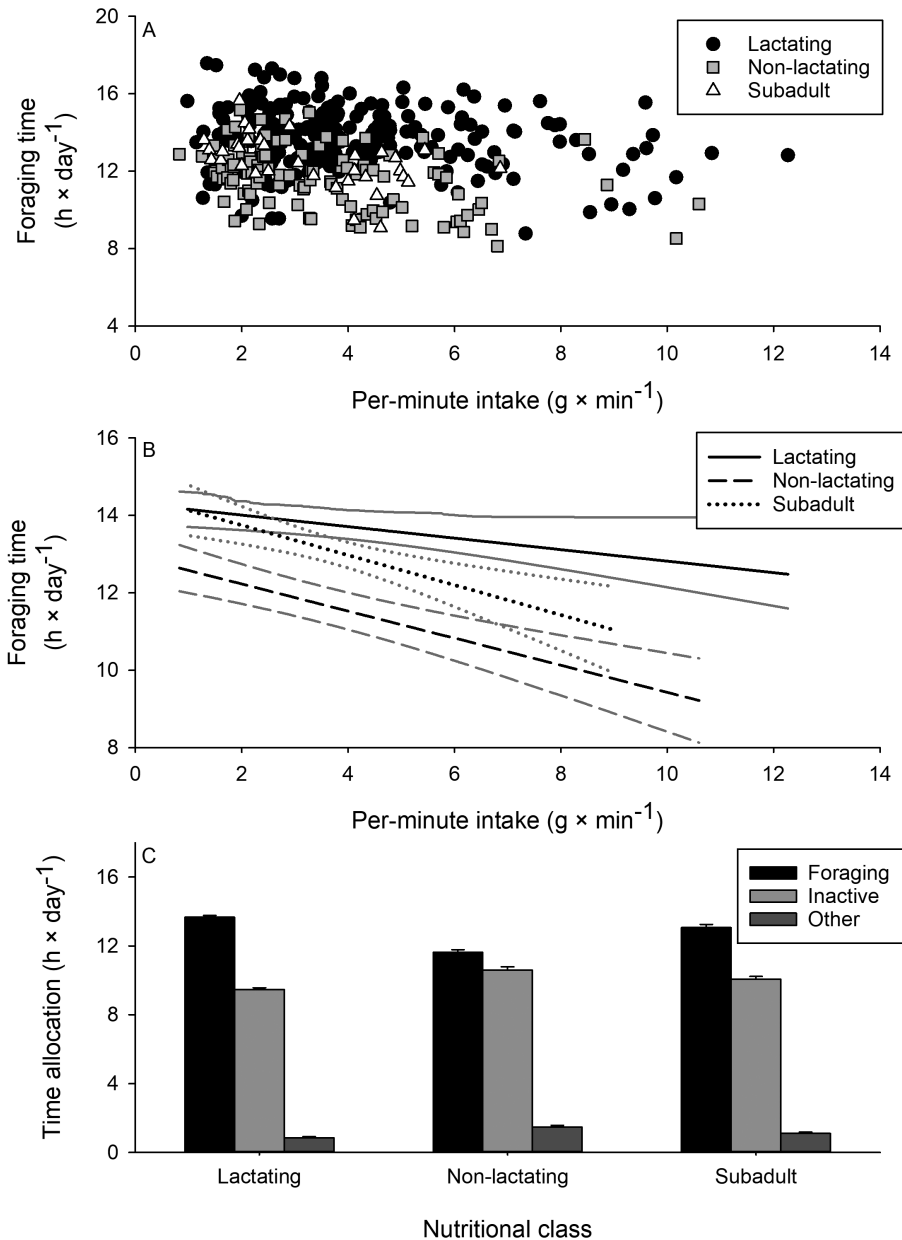 A
20
16
12
8
4
Foraging time
(h × day⁻¹)
Lactating
Non-lactating
Subadult
0 2 4 6 8 10 12 14
Per-minute intake (g × min⁻¹)
B
16
14
12
10
8
Foraging time
(h × day⁻¹)
Lactating
Non-lactating
Subadult
0 2 4 6 8 10 12 14
Per-minute intake (g × min⁻¹)
C
16
12
8
4
0
Time allocation (h × day⁻¹)
Foraging
Inactive
Other
Lactating Non-lactating Subadult
Nutritional class